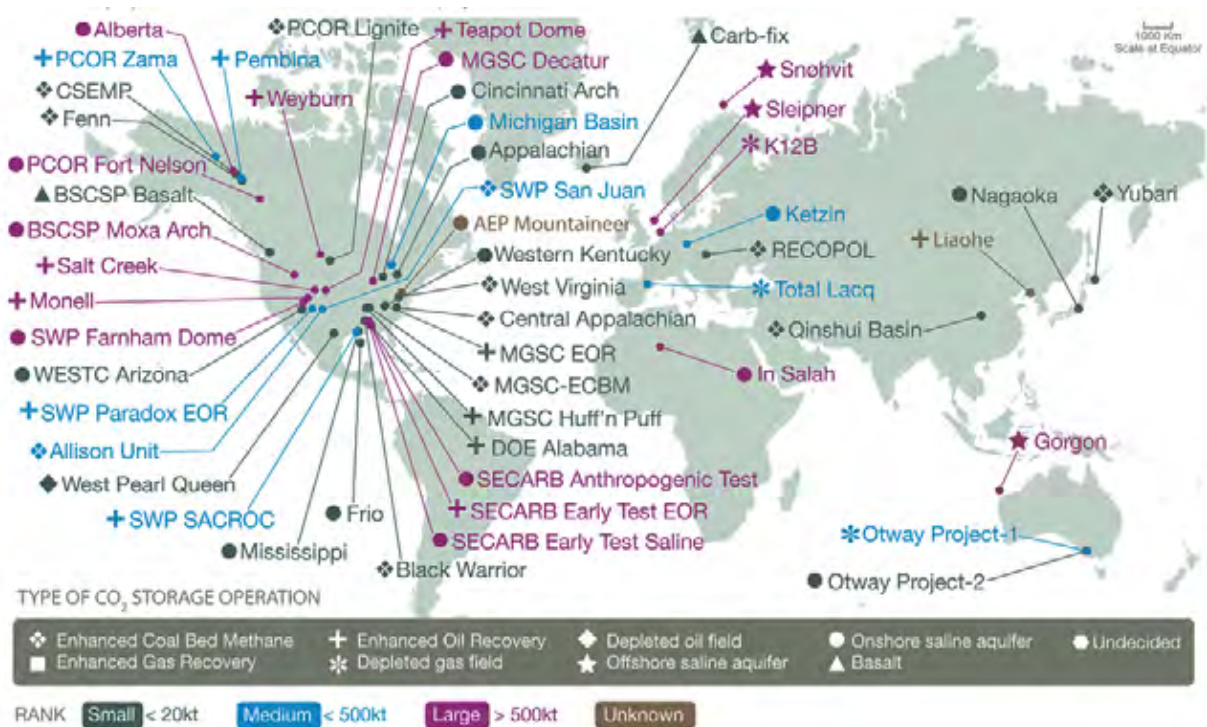 Alberta
PCOR Zama
CSEMP
Fenn
PCOR Fort Nelson
BSCSP Basalt
BSCSP Moxa Arch
Salt Creek
Monell
SWP Farnham Dome
WESTC Arizona
SWP Paradox EOR
Allison Unit
West Pearl Queen
SWP SACROC
Mississippi
Frio
Black Warrior
PCOR Lignite
Pembina
Weyburn
Teapot Dome
MGSC Decatur
Cincinnati Arch
Michigan Basin
Appalachian
SWP San Juan
AEP Mountaineer
Western Kentucky
West Virginia
Central Appalachian
MGSC EOR
MGSC-ECBM
MGSC Huff'n Puff
DOE Alabama
SECARB Anthropogenic Test
SECARB Early Test EOR
SECARB Early Test Saline
Carb-fix
Snøhvit
Sleipner
K12B
Ketzin
RECOPOL
Total Lacq
In Salah
Nagaoka
Yubari
Liaohe
Qinshui Basin
Gorgon
Otway Project-1
Otway Project-2
1000 Km
Scale at Equator
TYPE OF CO₂ STORAGE OPERATION
Enhanced Coal Bed Methane
Enhanced Oil Recovery
Depleted oil field
Onshore saline aquifer
Undecided
Enhanced Gas Recovery
Depleted gas field
Offshore saline aquifer
Basalt
RANK Small < 20kt Medium < 500kt Large > 500kt Unknown